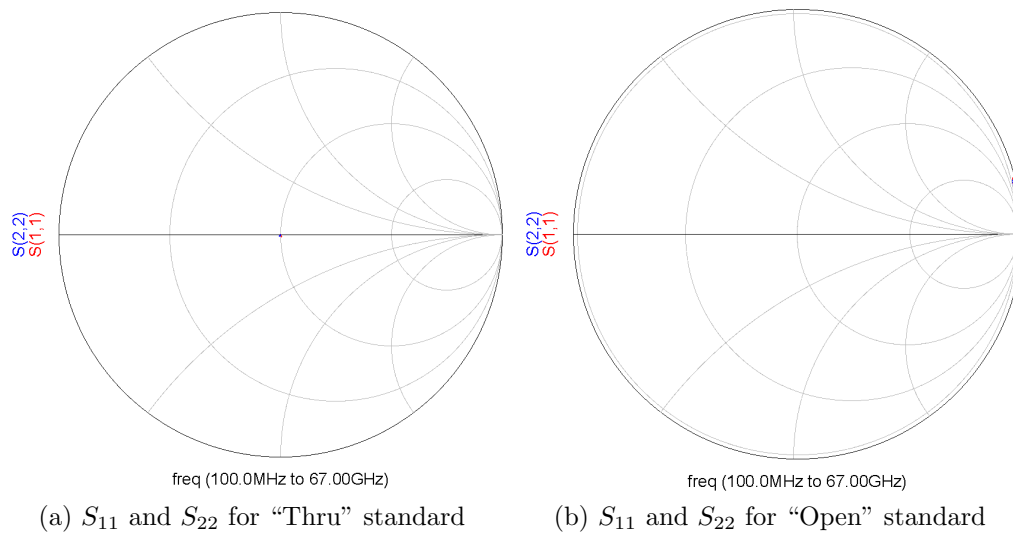 S(2,2)
S(1,1)
freq (100.0MHz to 67.00GHz)
(a) S₁₁ and S₂₂ for “Thru” standard
S(2,2)
S(1,1)
freq (100.0MHz to 67.00GHz)
(b) S₁₁ and S₂₂ for “Open” standard